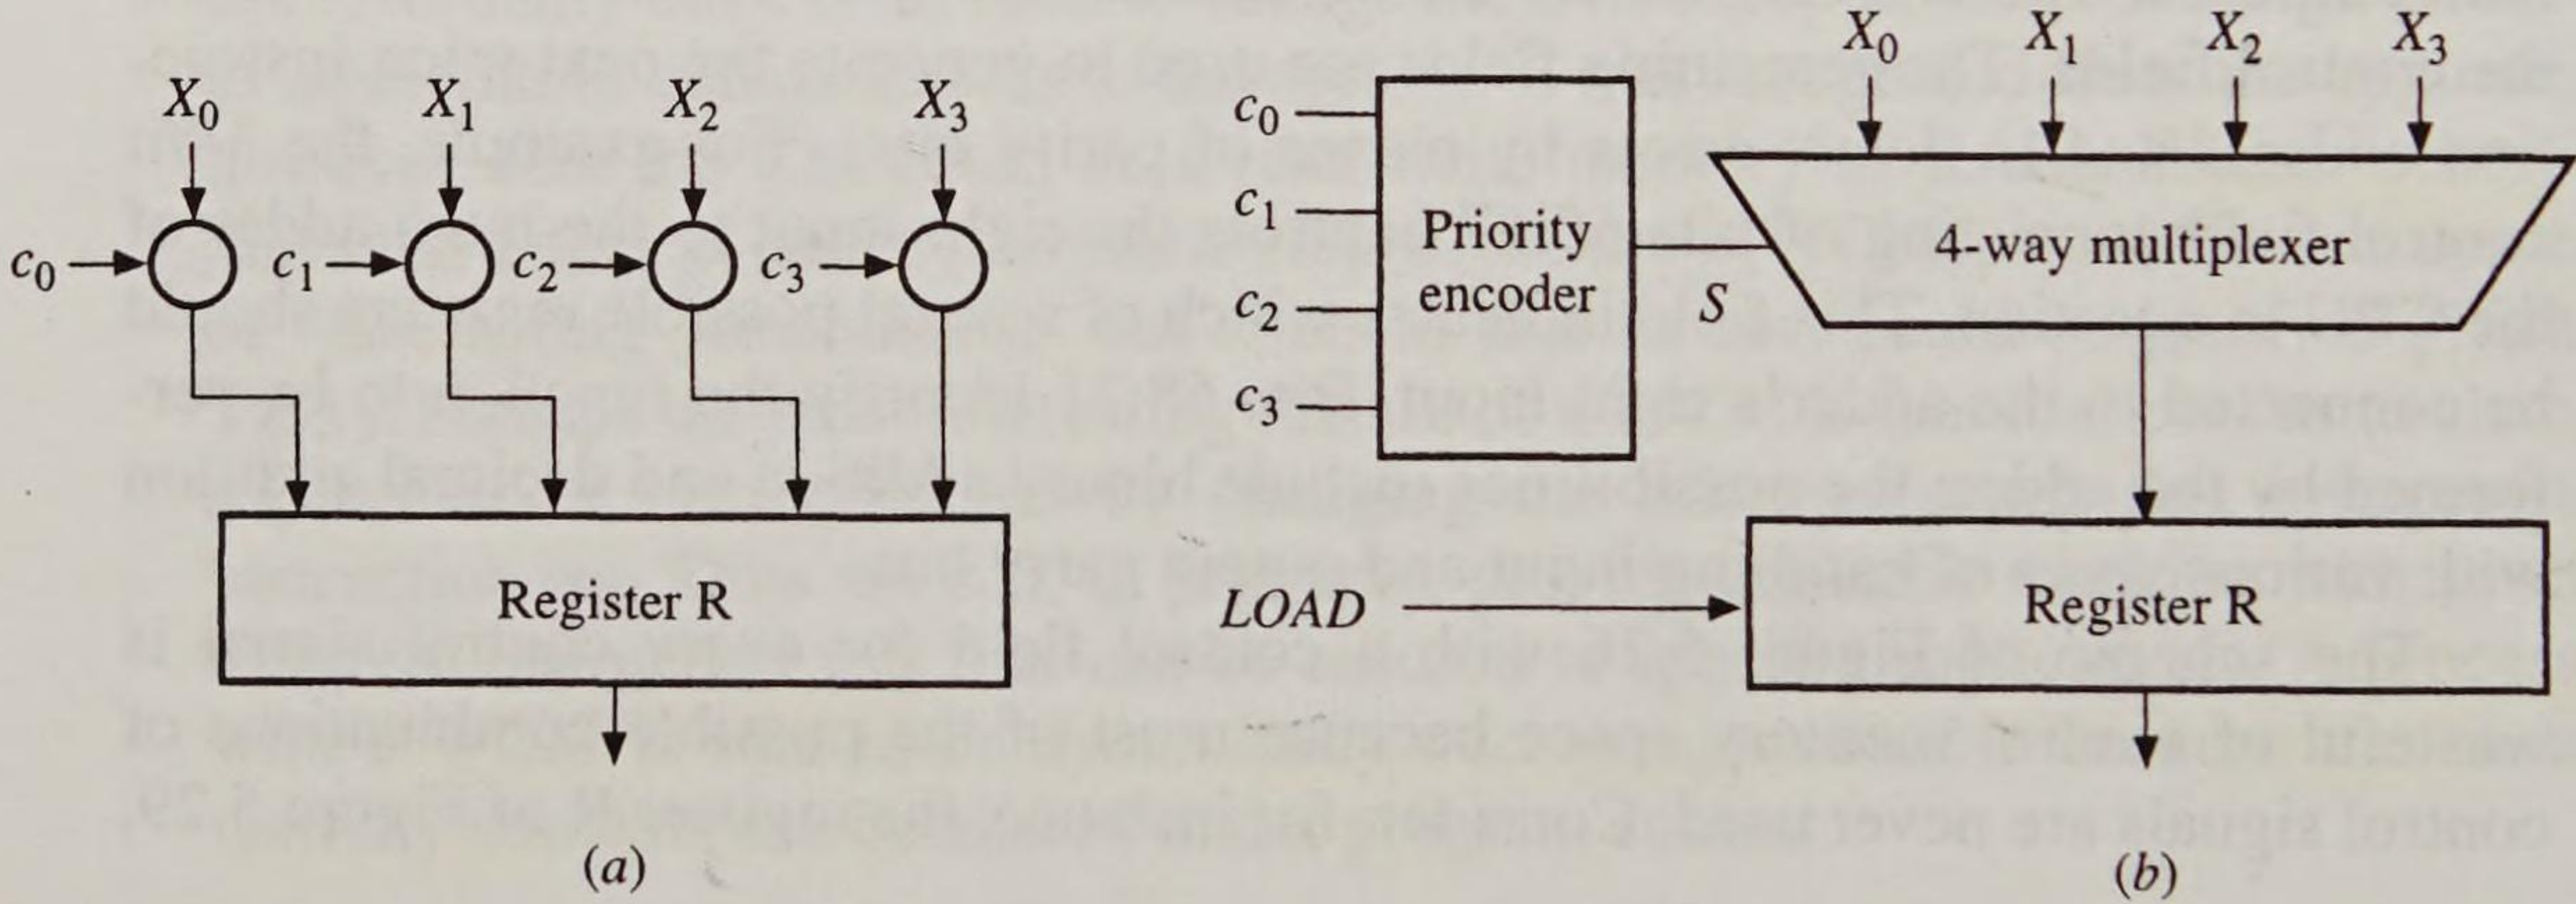 X₀ X₁ X₂ X₃
c₀ c₁ c₂ c₃
Register R
(a)
X₀ X₁ X₂ X₃
c₀
c₁
c₂
c₃
Priority
encoder
S
4-way multiplexer
LOAD
Register R
(b)